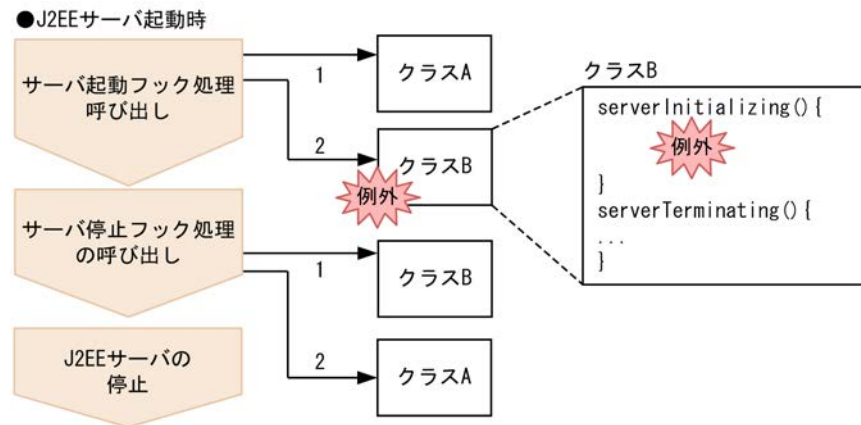 ●J2EEサーバ起動時
サーバ起動フック処理
呼び出し
1
クラスA
2
クラスB
例外
クラスB
serverInitializing(){
例外
}
serverTerminating(){
...
}
サーバ停止フック処理
の呼び出し
1
クラスB
2
クラスA
J2EEサーバの
停止